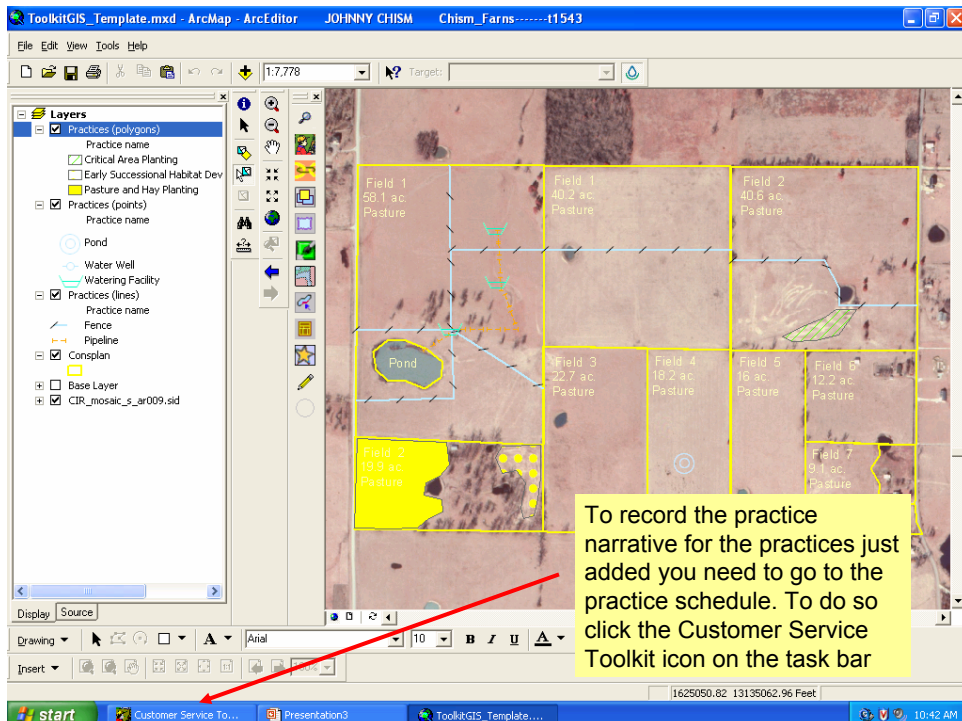 ToolkitGIS_Template.mxd - ArcMap - ArcEditor JOHNNY CHISM Chism_Farns-------t1543
File Edit View Tools Help
1:7,778 Target:
Layers
Practices (polygons)
Practice name
Critical Area Planting
Early Successional Habitat Dev
Pasture and Hay Planting
Practices (points)
Practice name
Pond
Water Well
Watering Facility
Practices (lines)
Practice name
Fence
Pipeline
Consplan
Base Layer
CIR_mosaic_s_ar009.sid
Field 1
58.1 ac.
Pasture
Field 1
40.2 ac.
Pasture
Field 2
40.6 ac.
Pasture
Pond
Field 3
22.7 ac.
Pasture
Field 4
18.2 ac.
Pasture
Field 5
16 ac.
Pasture
Field 6
12.2 ac.
Pasture
Field 2
19.9 ac.
Pasture
Field 7
9.1 ac.
Pasture
To record the practice
narrative for the practices just
added you need to go to the
practice schedule. To do so
click the Customer Service
Toolkit icon on the task bar
Display Source
Drawing A Arial 10 B I U A
Insert 100%
1625050.82 13135062.96 Feet
start Customer Service To... Presentation3 ToolkitGIS_Template.... 10:42 AM